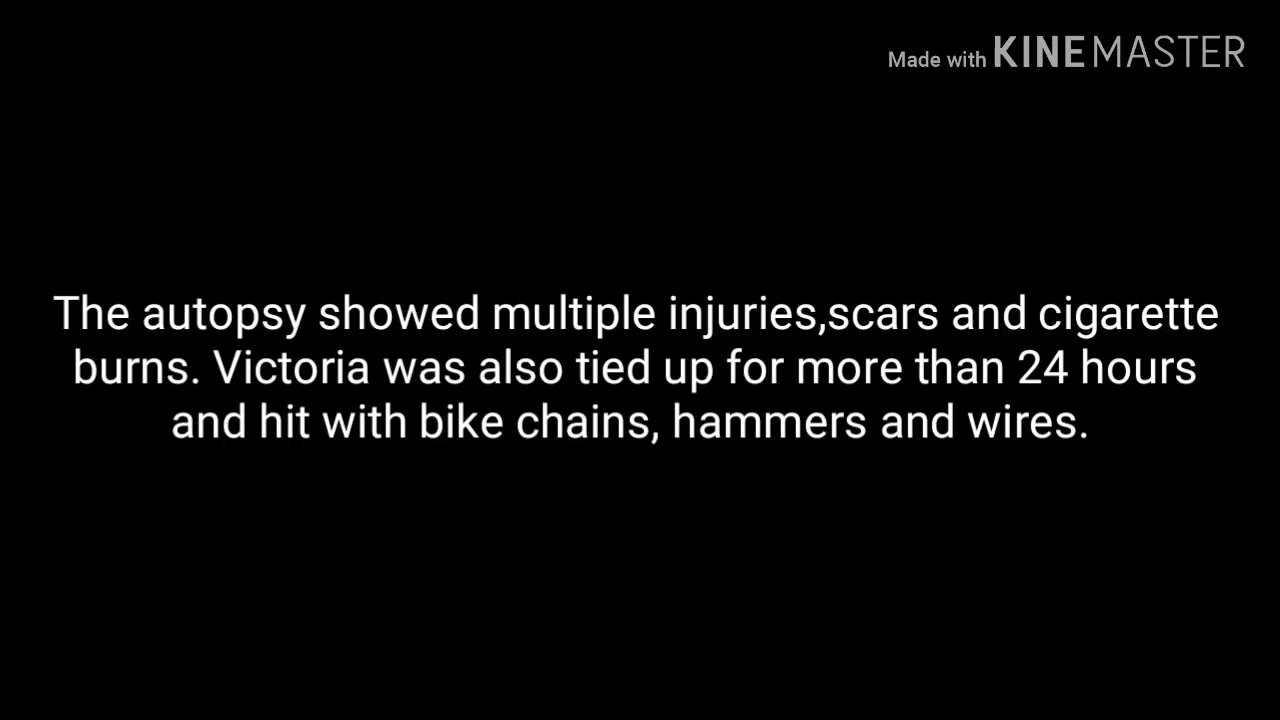 Made with KINEMASTER
The autopsy showed multiple injuries,scars and cigarette
burns. Victoria was also tied up for more than 24 hours
and hit with bike chains, hammers and wires.